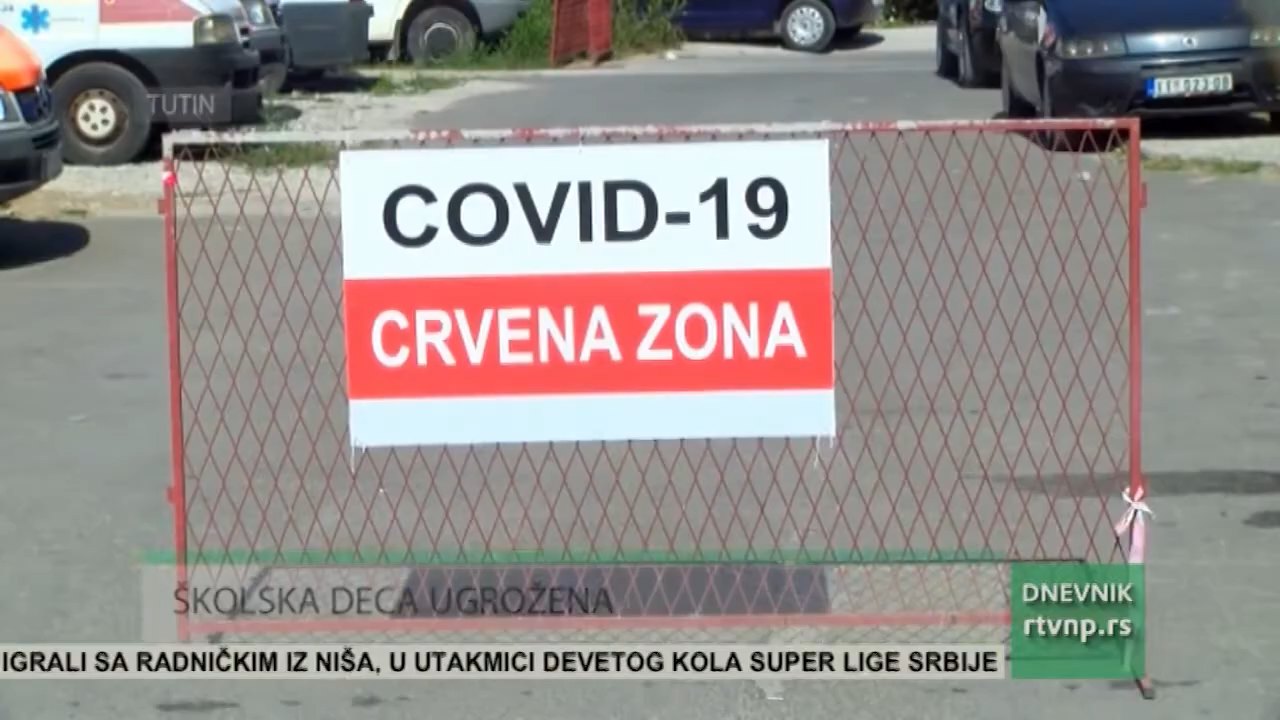 TUTIN
COVID-19
CRVENA ZONA
ŠKOLSKA DECA UGROŽENA
DNEVNIK
rtvnp.rs
IGRALI SA RADNIČKIM IZ NIŠA, U UTAKMICI DEVETOG KOLA SUPER LIGE SRBIJE